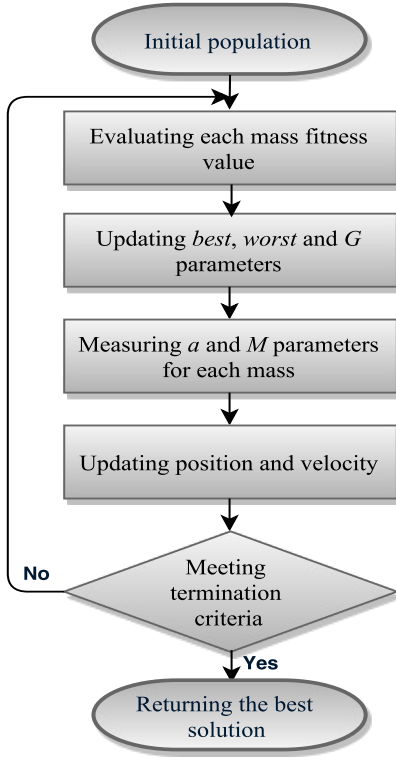 Initial population
Evaluating each mass fitness
value
Updating best, worst and G
parameters
Measuring a and M parameters
for each mass
Updating position and velocity
Meeting
termination
criteria
No
Yes
Returning the best
solution